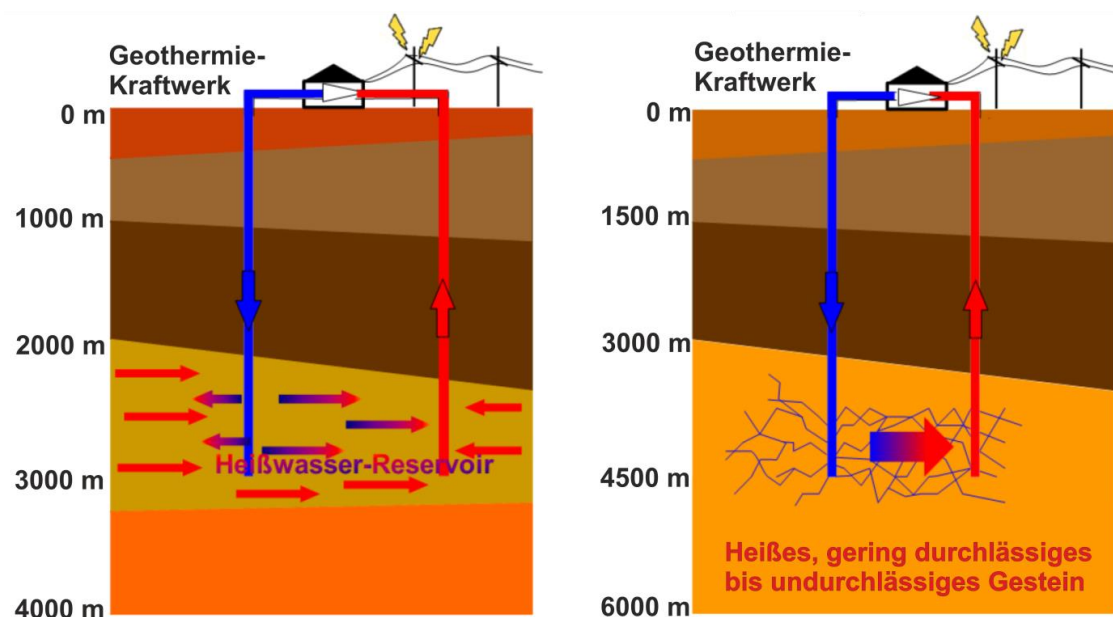 Geothermie-
Kraftwerk
0 m
1000 m
2000 m
Heißwasser-Reservoir
3000 m
4000 m
Geothermie-
Kraftwerk
0 m
1500 m
3000 m
4500 m
Heißes, gering durchlässiges
bis undurchlässiges Gestein
6000 m